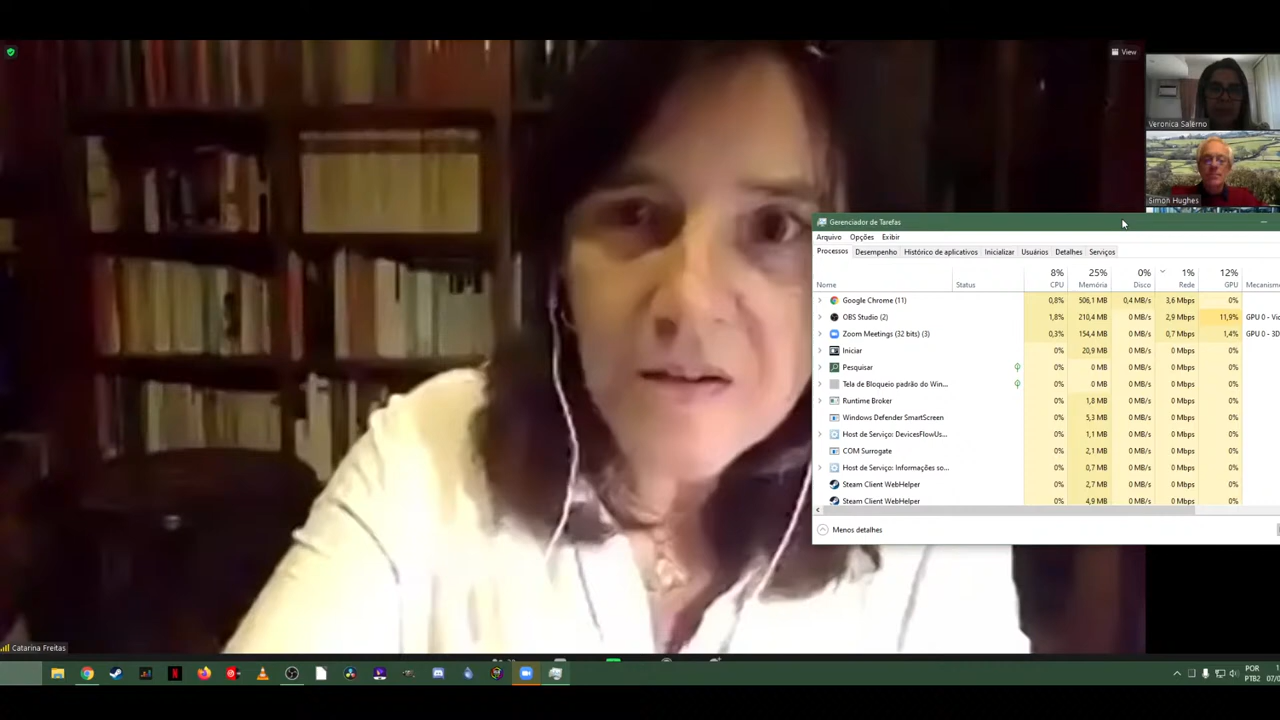 View
Veronica Salerno
Simon Hughes
Gerenciador de Tarefas
Arquivo Opções Exibir
Processos Desempenho Histórico de aplicativos Inicializar Usuários Detalhes Serviços
8% 25% 0% 1% 12%
Nome Status CPU Memória Disco Rede GPU Mecanism
Google Chrome (11) 0,8% 506,1 MB 0,4 MB/s 3,6 Mbps 0%
OBS Studio (2) 1,8% 210,4 MB 0 MB/s 2,9 Mbps 11,9% GPU 0 - Vi
Zoom Meetings (32 bits) (3) 0,3% 154,4 MB 0 MB/s 0,7 Mbps 1,4% GPU 0 - 3D
Iniciar 0% 20,9 MB 0 MB/s 0 Mbps 0%
Pesquisar 0% 0 MB 0 MB/s 0 Mbps 0%
Tela de Bloqueio padrão do Win... 0% 0 MB 0 MB/s 0 Mbps 0%
Runtime Broker 0% 1,8 MB 0 MB/s 0 Mbps 0%
Windows Defender SmartScreen 0% 5,3 MB 0 MB/s 0 Mbps 0%
Host de Serviço: DevicesFlowUs... 0% 1,1 MB 0 MB/s 0 Mbps 0%
COM Surrogate 0% 2,1 MB 0 MB/s 0 Mbps 0%
Host de Serviço: Informações so... 0% 0,7 MB 0 MB/s 0 Mbps 0%
Steam Client WebHelper 0% 2,7 MB 0 MB/s 0 Mbps 0%
Steam Client WebHelper 0% 4,9 MB 0 MB/s 0 Mbps 0%
Menos detalhes
Catarina Freitas
POR
PTB2